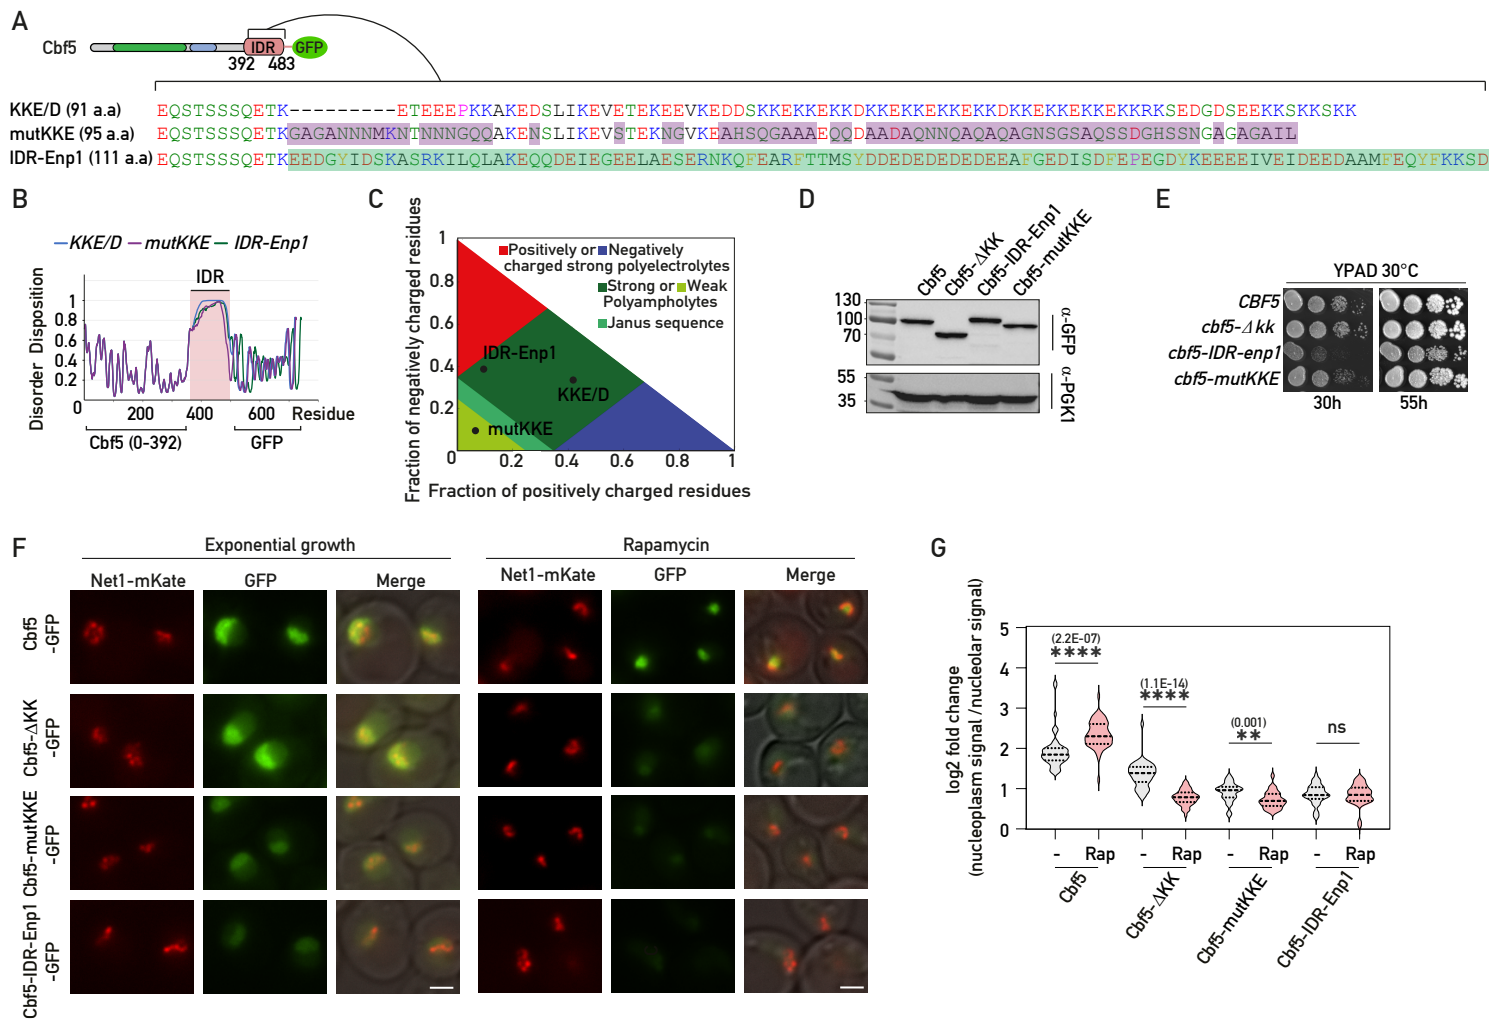 A
Cbf5
IDR
GFP
392 483
KKE/D (91 a.a)
EQSTSSSQETK----------ETEEEPKKAKEDSLIKEVETEKEEVKEDDSKKEKKEKKDKKEKKEKKEKKDKKEKKEKKEKKRKSEDGDSEEKKSKKSKK
mutKKE (95 a.a)
EQSTSSSQETKGAGANNNMKNTNNNGQQAKENSLIKEVSTEKNGVKEAHSQGAAAEQQDAADAQNNQAQAQAGNSGSAQSSDGHSSNGAGAGAIL
IDR-Enp1 (111 a.a)
EQSTSSSQETKEEDGYIDSKASRKILQLAKEQQDEIEGEELAESERNKQFEARFTTMSYDDEDEDEDEDEEAFGEDISDFEPEGDYKEEEEIVEIDEEDAAMFEQYFKKSD
B
KKE/D mutKKE IDR-Enp1
IDR
Disorder Disposition
1
0.8
0.6
0.4
0.2
0 200 400 600 Residue
Cbf5 (0-392) GFP
C
Fraction of negatively charged residues
1
0.8
0.6
0.4
0.2
0 0.2 0.4 0.6 0.8 1
Fraction of positively charged residues
Positively or Negatively
charged strong polyelectrolytes
Strong or Weak
Polyampholytes
Janus sequence
IDR-Enp1
KKE/D
mutKKE
D
Cbf5
Cbf5-ΔKK
Cbf5-IDR-Enp1
Cbf5-mutKKE
130
100
70
55
35
α-GFP
α-PGK1
E
YPAD 30°C
CBF5
cbf5-Δkk
cbf5-IDR-enp1
cbf5-mutKKE
30h 55h
F
Exponential growth Rapamycin
Net1-mKate GFP Merge Net1-mKate GFP Merge
Cbf5
-GFP
Cbf5-ΔKK
-GFP
Cbf5-mutKKE
-GFP
Cbf5-IDR-Enp1
-GFP
G
log2 fold change
(nucleoplasm signal /nucleolar signal)
5
4
3
2
1
0
(2.2E-07)
****
(1.1E-14)
****
(0.001)
**
ns
- Rap - Rap - Rap - Rap
Cbf5
Cbf5-ΔKK
Cbf5-mutKKE
Cbf5-IDR-Enp1